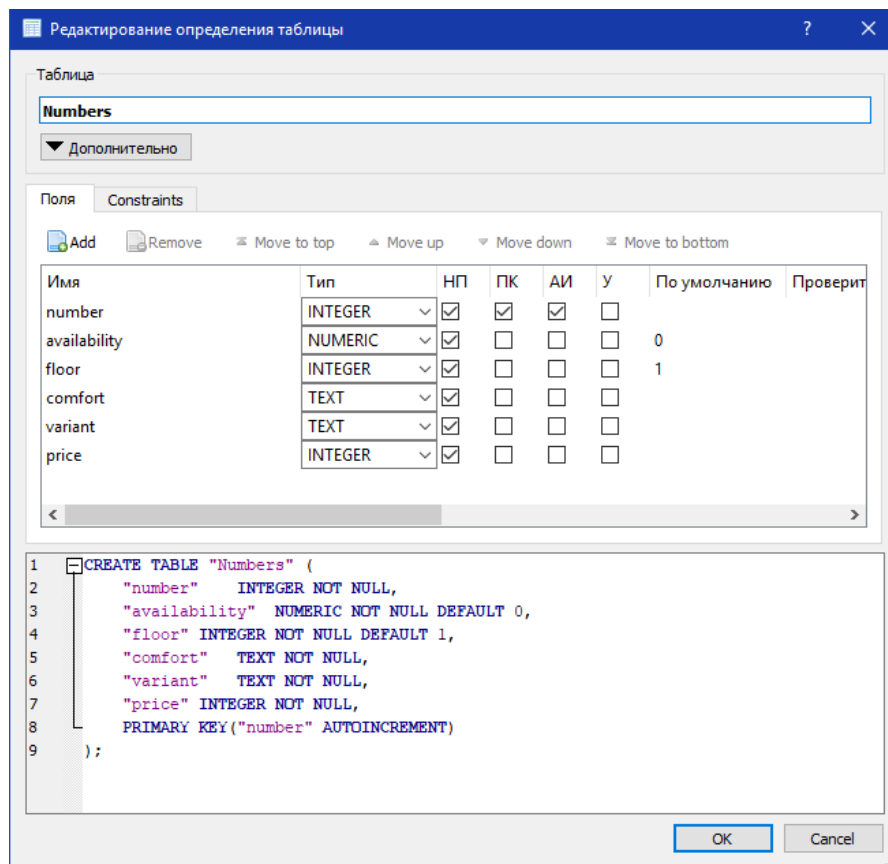 Редактирование определения таблицы ?
Таблица
Numbers
Дополнительно
Поля Constraints
Add Remove Move to top Move up Move down Move to bottom
Имя Тип НП ПК АИ У По умолчанию Проверит
number INTEGER
availability NUMERIC 0
floor INTEGER 1
comfort TEXT
variant TEXT
price INTEGER
1 CREATE TABLE "Numbers" (
2 "number" INTEGER NOT NULL,
3 "availability" NUMERIC NOT NULL DEFAULT 0,
4 "floor" INTEGER NOT NULL DEFAULT 1,
5 "comfort" TEXT NOT NULL,
6 "variant" TEXT NOT NULL,
7 "price" INTEGER NOT NULL,
8 PRIMARY KEY("number" AUTOINCREMENT)
9 );
OK Cancel